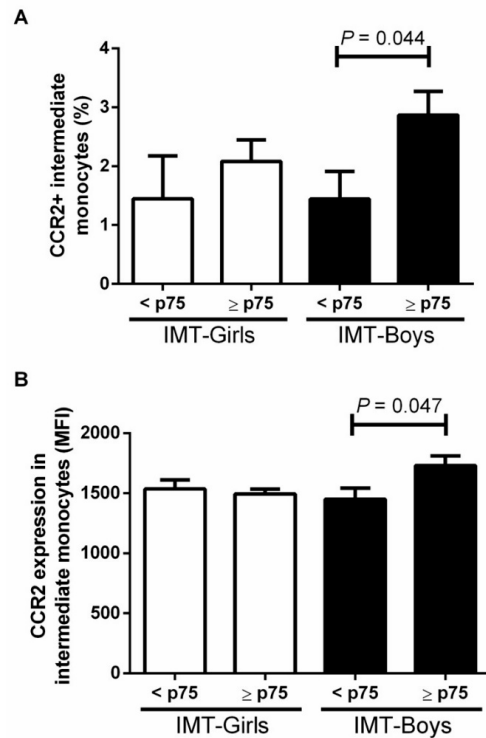 A
P = 0.044
CCR2+ intermediate
monocytes (%)
4
3
2
1
0
< p75 ≥ p75 < p75 ≥ p75
IMT-Girls IMT-Boys
B
P = 0.047
CCR2 expression in
intermediate monocytes (MFI)
2000
1500
1000
500
0
< p75 ≥ p75 < p75 ≥ p75
IMT-Girls IMT-Boys